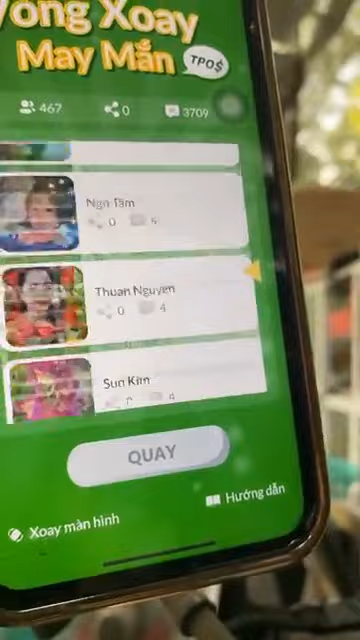 Vòng Xoay
May Mắn TPOS
467 0 3709
Ngo Tâm
0
Thuan Nguyen
0 4
Sun Kim
4
QUAY
Hướng dẫn
Xoay màn hình